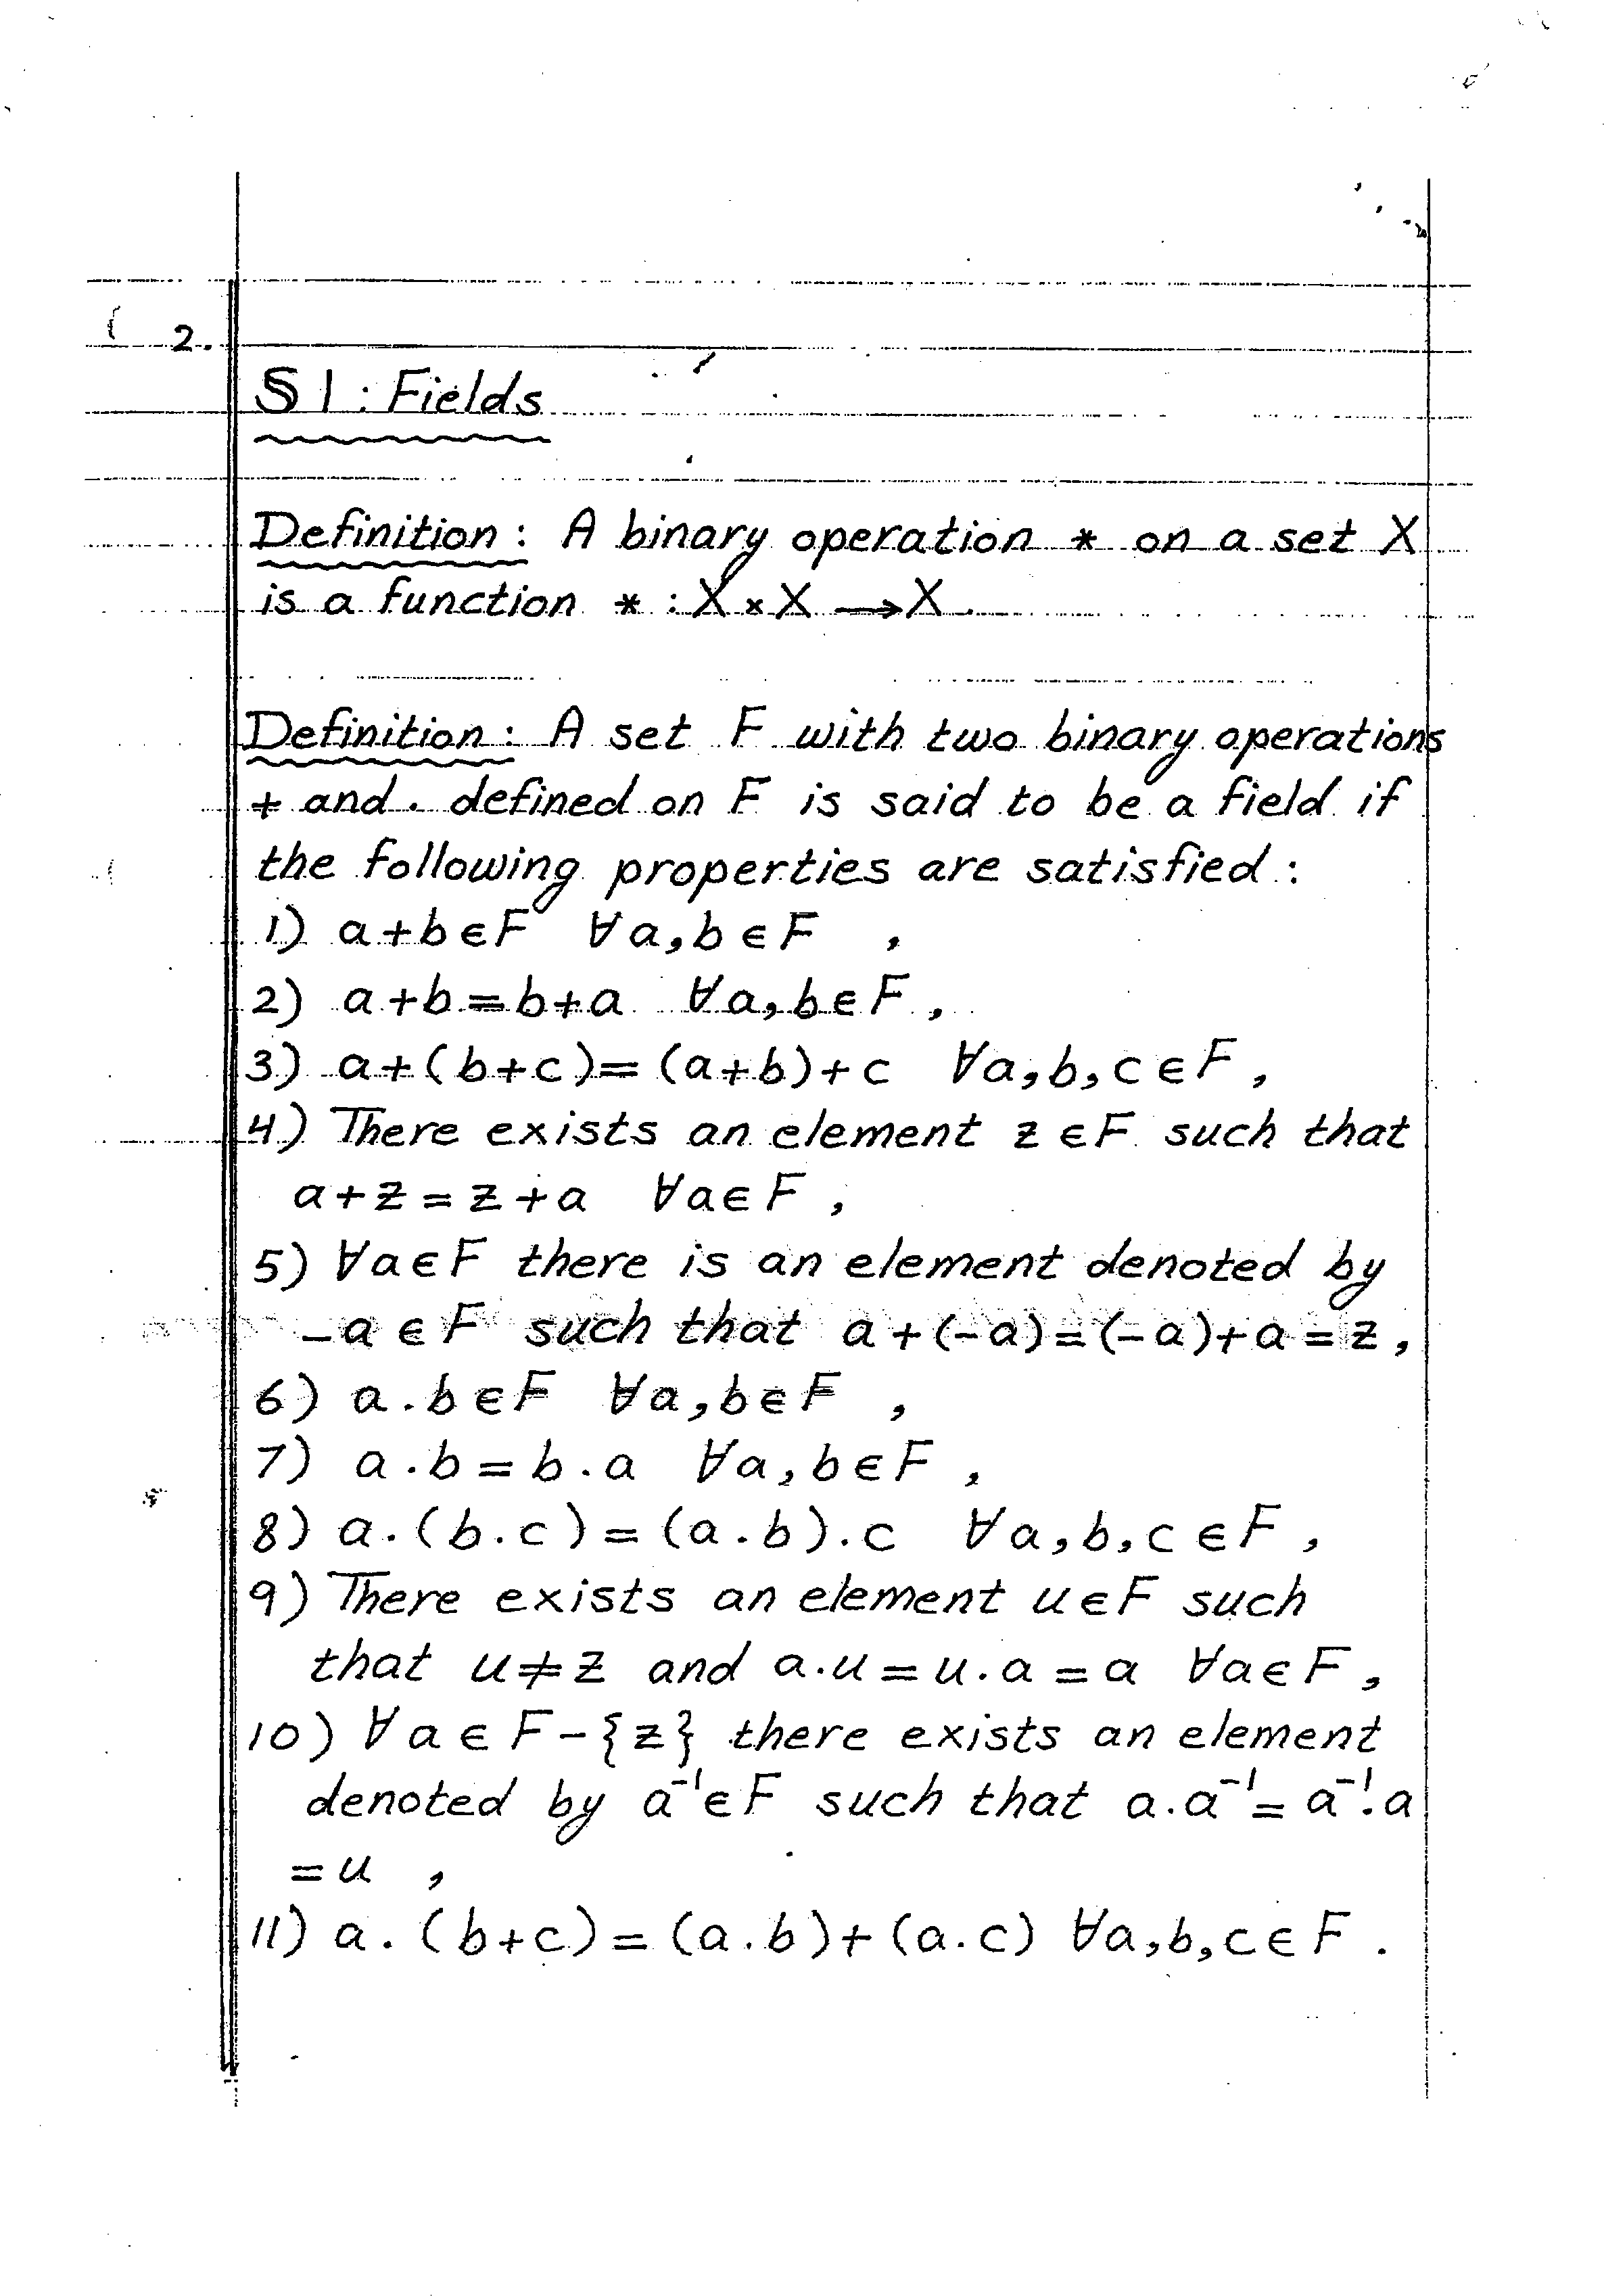 2.
§1: Fields
Definition: A binary operation * on a set X
is a function *: X×X → X.
Definition: A set F with two binary operations
+ and . defined on F is said to be a field if
the following properties are satisfied:
1) a+b∈F ∀a,b∈F ,
2) a+b=b+a ∀a,b∈F ,
3) a+(b+c)=(a+b)+c ∀a,b,c∈F ,
4) There exists an element z∈F such that
a+z=z+a ∀a∈F ,
5) ∀a∈F there is an element denoted by
-a∈F such that a+(-a)=(-a)+a=z ,
6) a.b∈F ∀a,b∈F ,
7) a.b=b.a ∀a,b∈F ,
8) a.(b.c)=(a.b).c ∀a,b,c∈F ,
9) There exists an element u∈F such
that u≠z and a.u=u.a=a ∀a∈F ,
10) ∀a∈F-{z} there exists an element
denoted by a⁻¹∈F such that a.a⁻¹=a⁻¹.a
=u ,
11) a.(b+c)=(a.b)+(a.c) ∀a,b,c∈F .